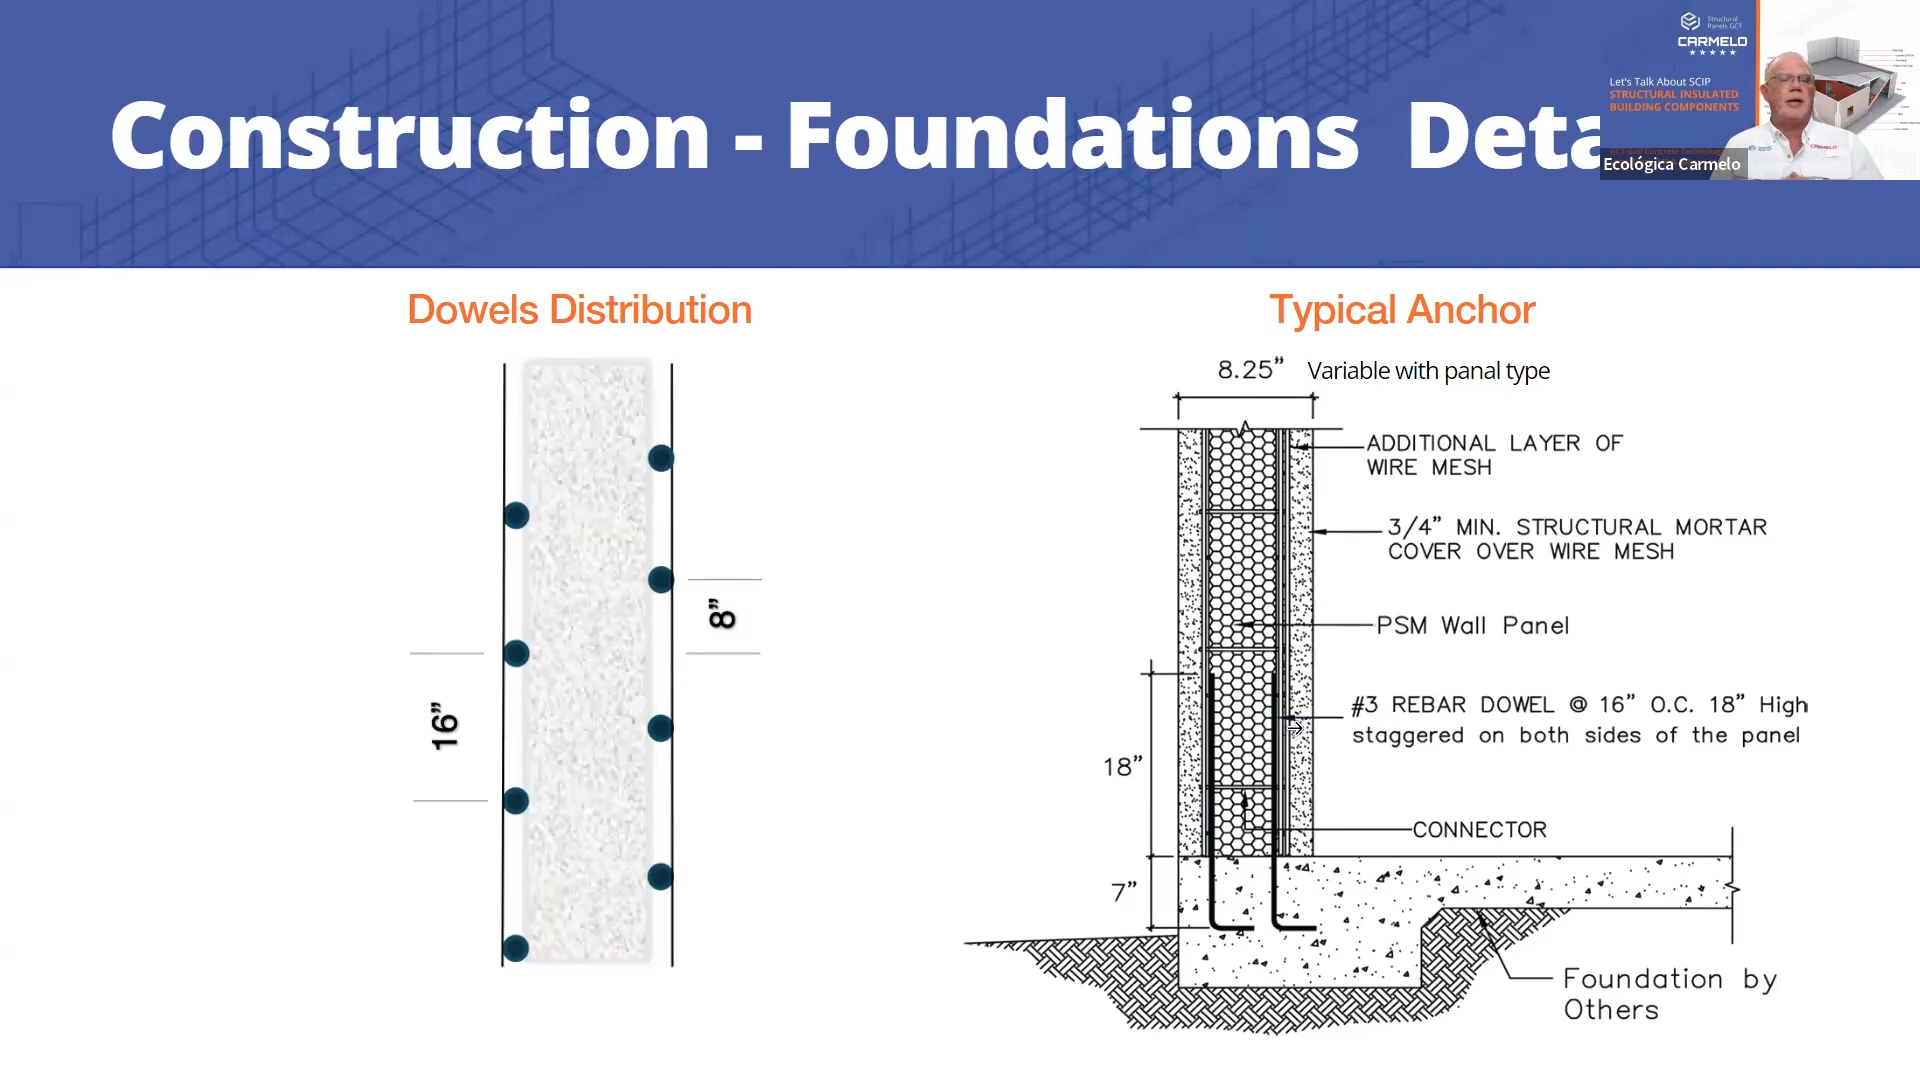 Construction - Foundations Deta
Structural
Panels GCT
CARMELO
Let's Talk About SCIP
STRUCTURAL INSULATED
BUILDING COMPONENTS
Ecológica Carmelo
CARMELO
Dowels Distribution
8”
16”
Typical Anchor
8.25” Variable with panal type
ADDITIONAL LAYER OF
WIRE MESH
3/4” MIN. STRUCTURAL MORTAR
COVER OVER WIRE MESH
PSM Wall Panel
#3 REBAR DOWEL @ 16” O.C. 18” High
staggered on both sides of the panel
18”
CONNECTOR
7”
Foundation by
Others